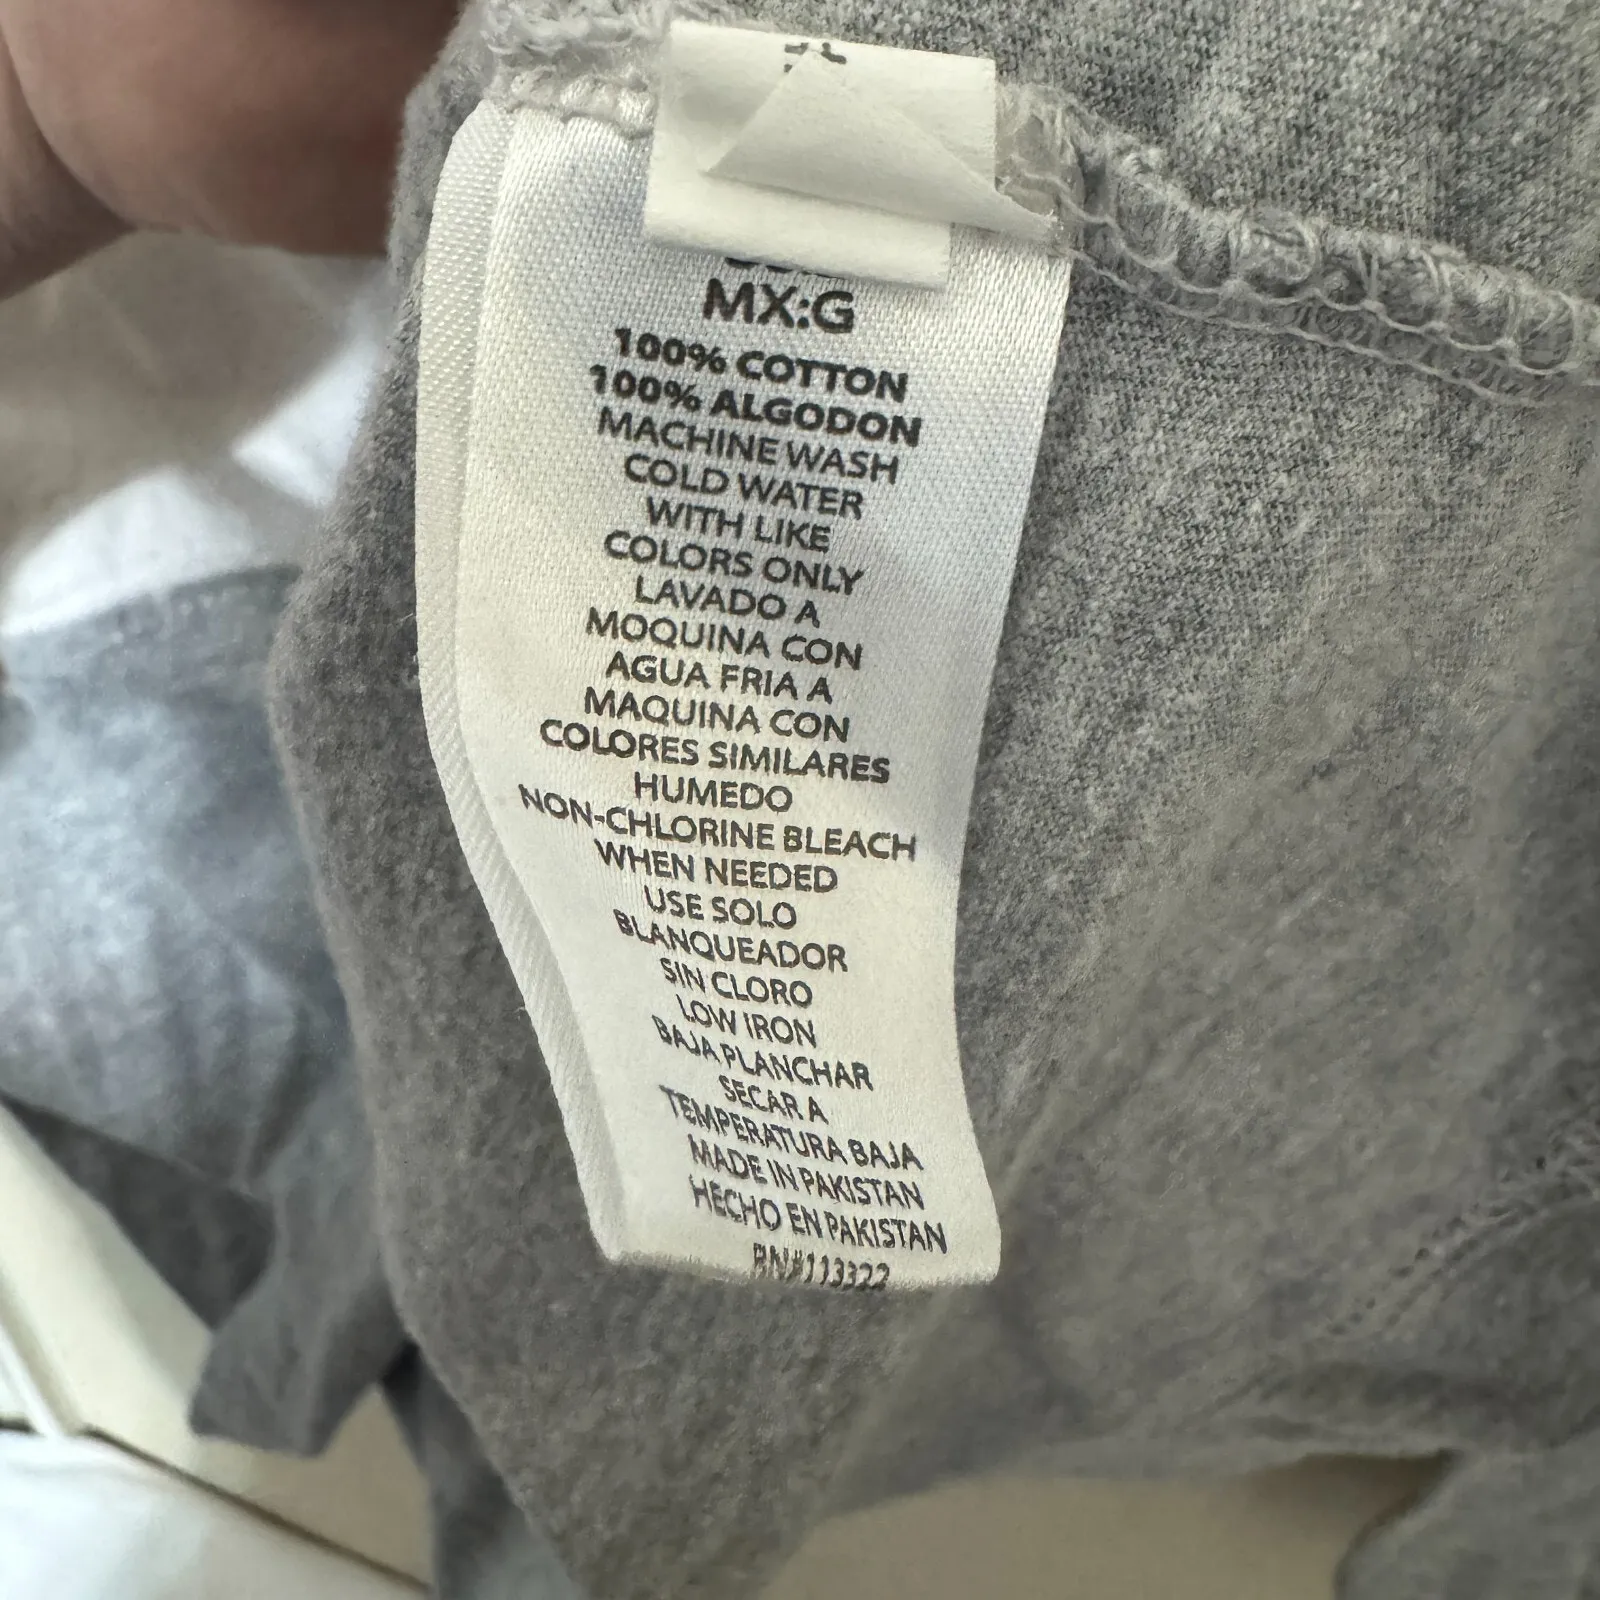 MX:G
100% COTTON
100% ALGODON
MACHINE WASH
COLD WATER
WITH LIKE
COLORS ONLY
LAVADO A
MOQUINA CON
AGUA FRIA A
MAQUINA CON
COLORES SIMILARES
HUMEDO
NON-CHLORINE BLEACH
WHEN NEEDED
USE SOLO
BLANQUEADOR
SIN CLORO
LOW IRON
BAJA PLANCHAR
SECAR A
TEMPERATURA BAJA
MADE IN PAKISTAN
HECHO EN PAKISTAN
RN#113322